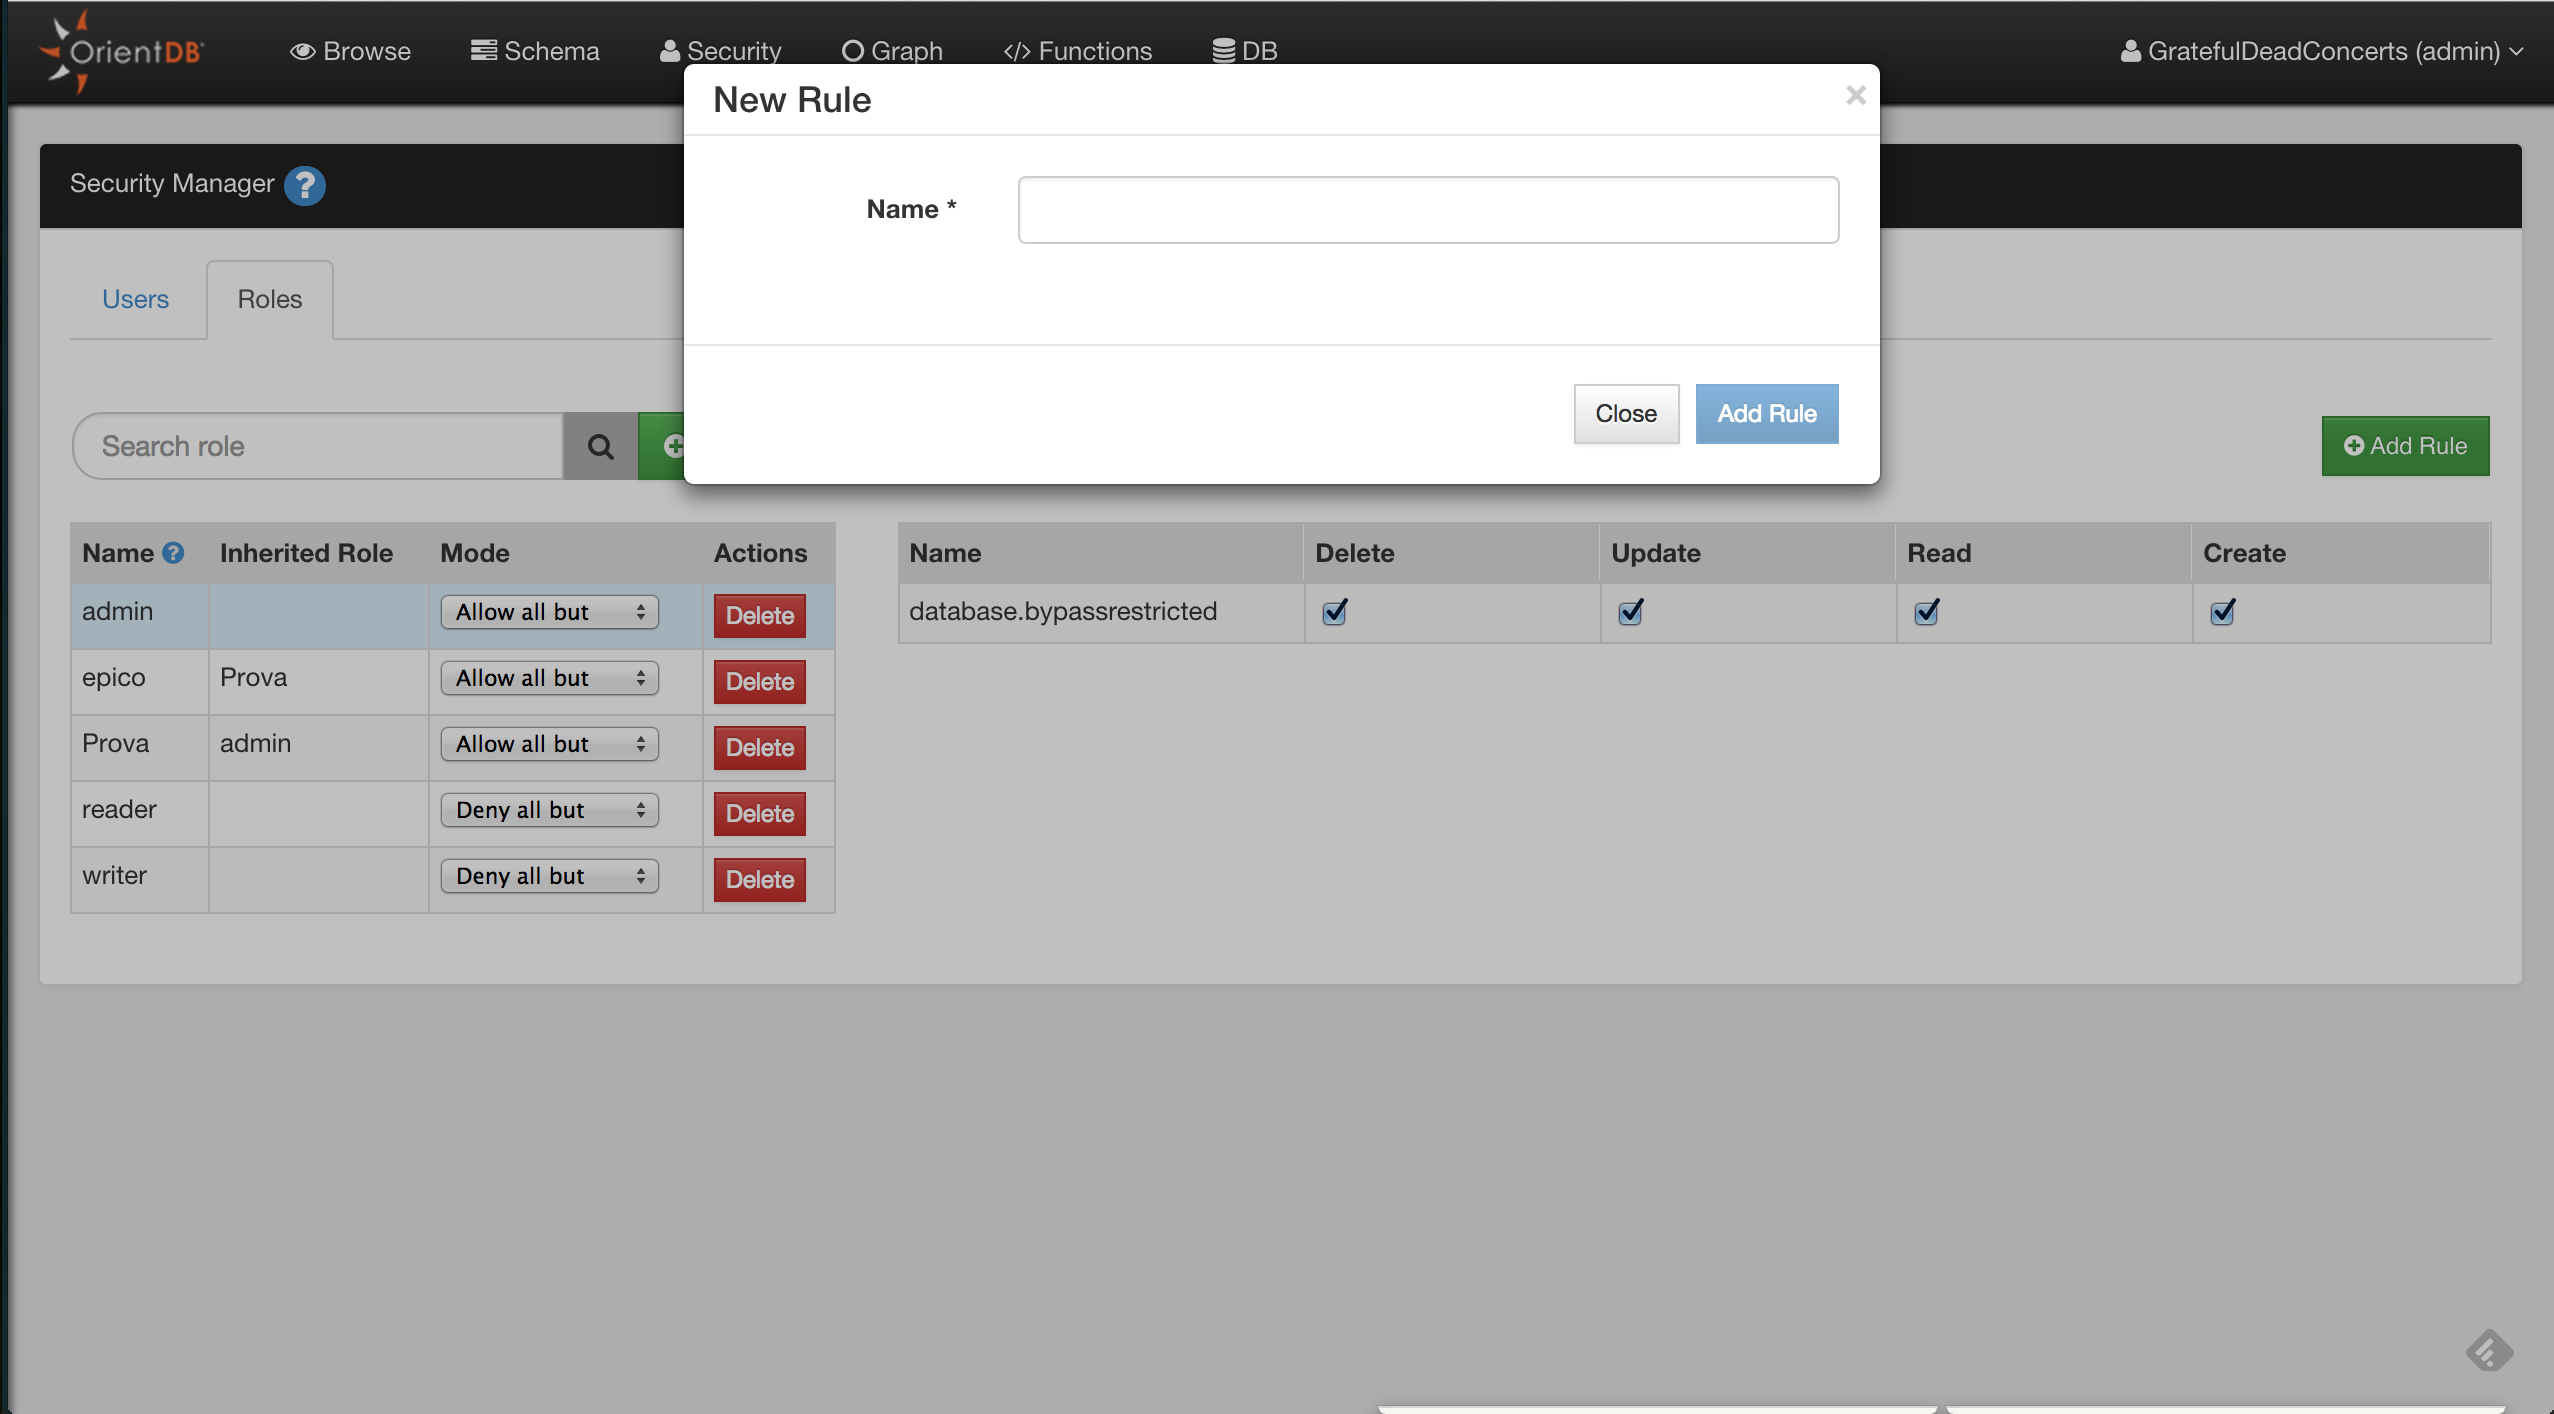 OrientDB Browse Schema Security Graph Functions DB GratefulDeadConcerts (admin)
New Rule ×
Security Manager ?
Name *
Users Roles
Close Add Rule
Search role Add Rule
Name ? Inherited Role Mode Actions
admin Allow all but Delete
epico Prova Allow all but Delete
Prova admin Allow all but Delete
reader Deny all but Delete
writer Deny all but Delete
Name Delete Update Read Create
database.bypassrestricted